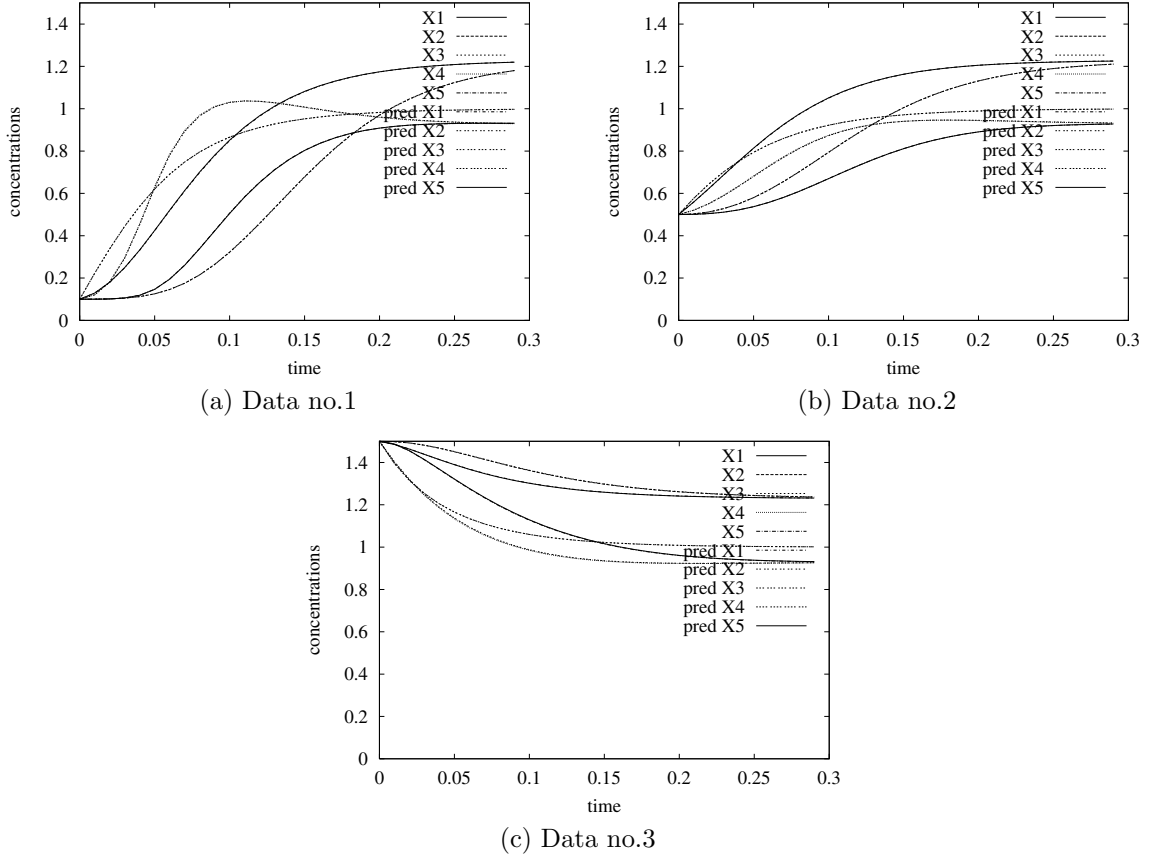 1.4
1.2
1
0.8
0.6
0.4
0.2
0
0 0.05 0.1 0.15 0.2 0.25 0.3
concentrations
time
X1
X2
X3
X4
X5
pred X1
pred X2
pred X3
pred X4
pred X5
(a) Data no.1
1.4
1.2
1
0.8
0.6
0.4
0.2
0
0 0.05 0.1 0.15 0.2 0.25 0.3
concentrations
time
X1
X2
X3
X4
X5
pred X1
pred X2
pred X3
pred X4
pred X5
(b) Data no.2
1.4
1.2
1
0.8
0.6
0.4
0.2
0
0 0.05 0.1 0.15 0.2 0.25 0.3
concentrations
time
X1
X2
X3
X4
X5
pred X1
pred X2
pred X3
pred X4
pred X5
(c) Data no.3